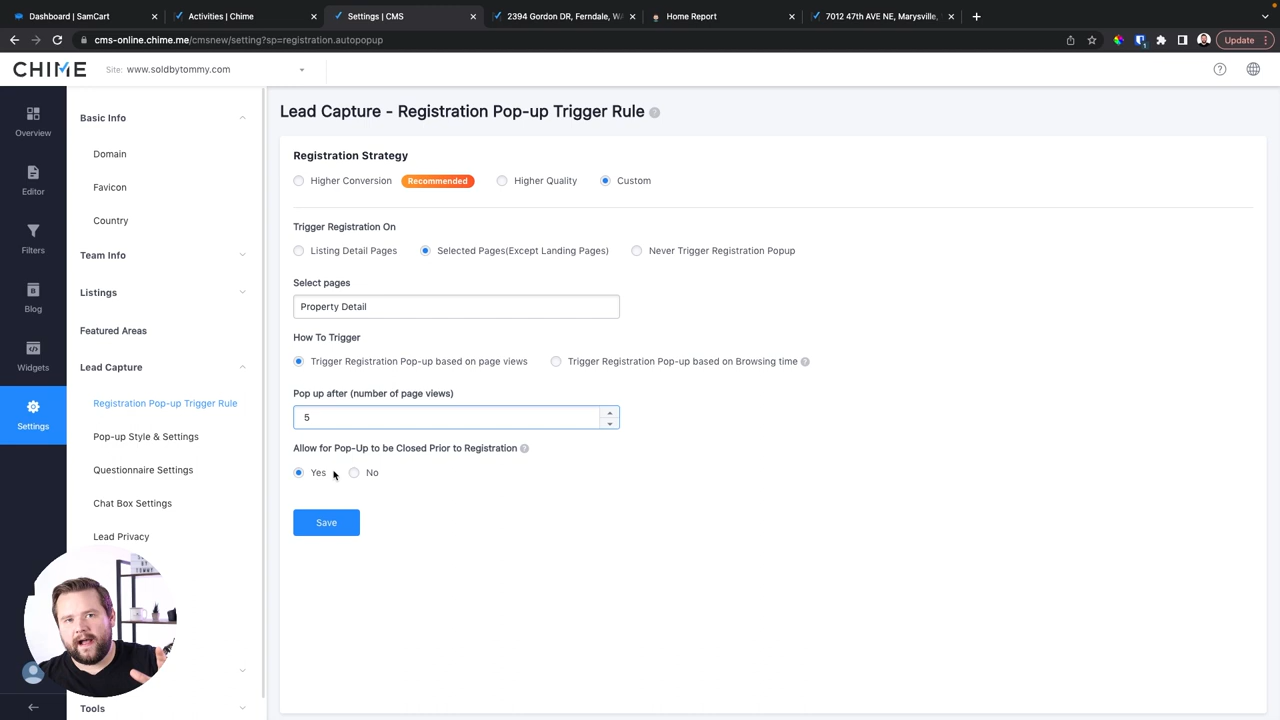 Dashboard | SamCart
Activities | Chime
Settings | CMS
2394 Gordon DR, Ferndale, WA
Home Report
7012 47th AVE NE, Marysville,
cms-online.chime.me/cmsnew/setting?sp=registration.autopopup
Update
CHIME
Site: www.soldbytommy.com
Overview
Editor
Filters
Blog
Widgets
Settings
Basic Info
Domain
Favicon
Country
Team Info
Listings
Featured Areas
Lead Capture
Registration Pop-up Trigger Rule
Pop-up Style & Settings
Questionnaire Settings
Chat Box Settings
Lead Privacy
Tools
Lead Capture - Registration Pop-up Trigger Rule
Registration Strategy
Higher Conversion Recommended Higher Quality Custom
Trigger Registration On
Listing Detail Pages Selected Pages(Except Landing Pages) Never Trigger Registration Popup
Select pages
Property Detail
How To Trigger
Trigger Registration Pop-up based on page views Trigger Registration Pop-up based on Browsing time
Pop up after (number of page views)
5
Allow for Pop-Up to be Closed Prior to Registration
Yes No
Save